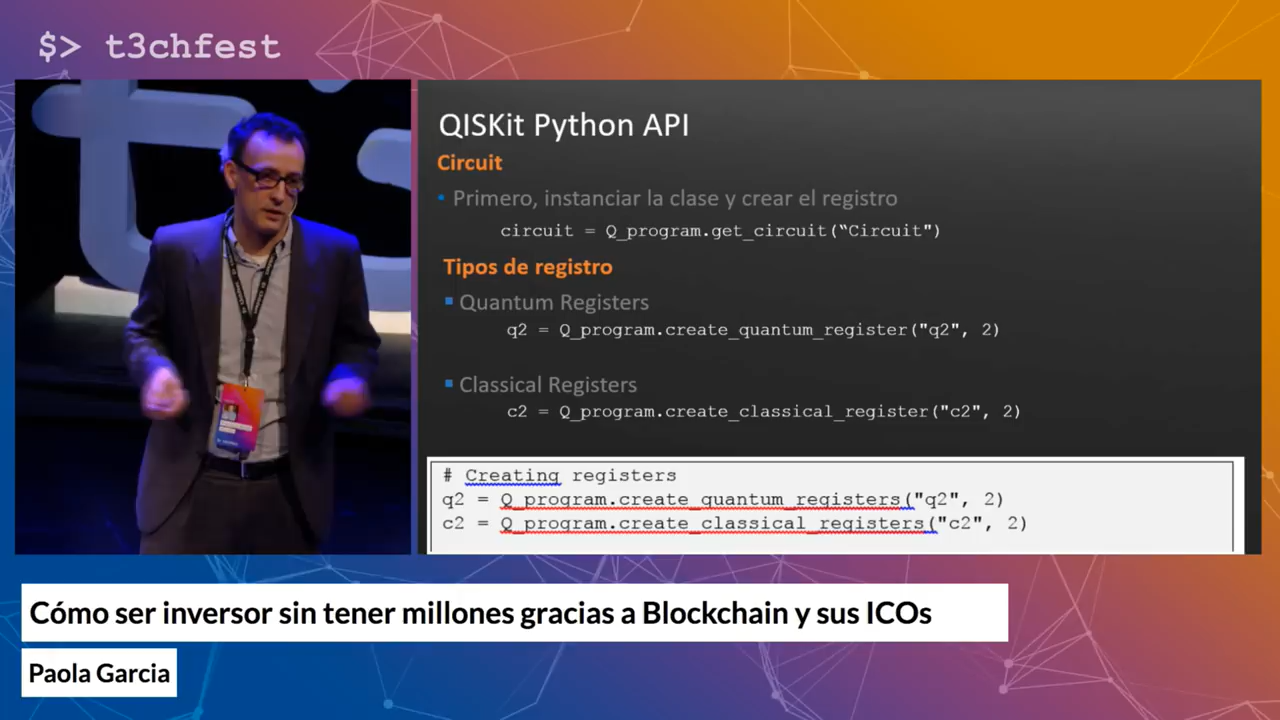 $> t3chfest
QISKit Python API
Circuit
• Primero, instanciar la clase y crear el registro
circuit = Q_program.get_circuit(“Circuit")
Tipos de registro
▪ Quantum Registers
q2 = Q_program.create_quantum_register("q2", 2)
▪ Classical Registers
c2 = Q_program.create_classical_register("c2", 2)
# Creating registers
q2 = Q_program.create_quantum_registers("q2", 2)
c2 = Q_program.create_classical_registers("c2", 2)
Cómo ser inversor sin tener millones gracias a Blockchain y sus ICOs
Paola Garcia